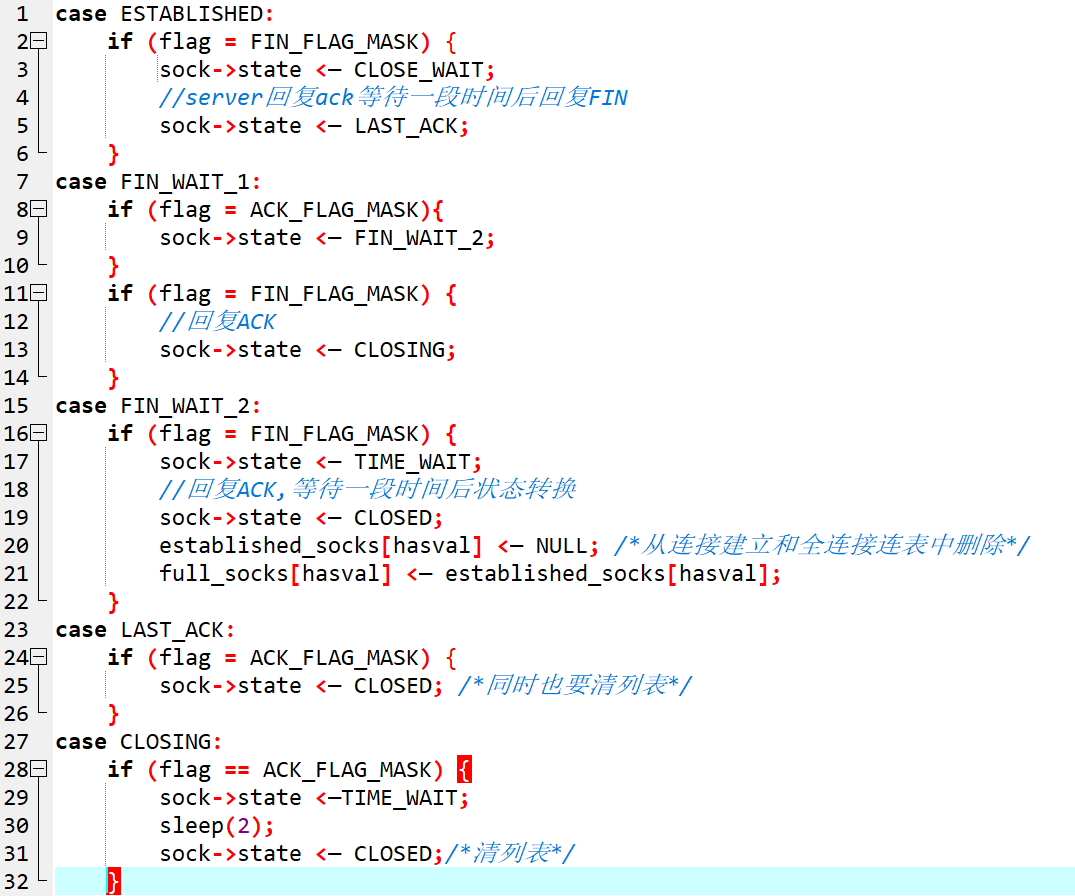 1 case ESTABLISHED:
2 if (flag = FIN_FLAG_MASK) {
3 sock->state <— CLOSE_WAIT;
4 //server回复ack等待一段时间后回复FIN
5 sock->state <— LAST_ACK;
6 }
7 case FIN_WAIT_1:
8 if (flag = ACK_FLAG_MASK){
9 sock->state <— FIN_WAIT_2;
10 }
11 if (flag = FIN_FLAG_MASK) {
12 //回复ACK
13 sock->state <— CLOSING;
14 }
15 case FIN_WAIT_2:
16 if (flag = FIN_FLAG_MASK) {
17 sock->state <— TIME_WAIT;
18 //回复ACK,等待一段时间后状态转换
19 sock->state <— CLOSED;
20 established_socks[hasval] <— NULL; /*从连接建立和全连接连表中删除*/
21 full_socks[hasval] <— established_socks[hasval];
22 }
23 case LAST_ACK:
24 if (flag = ACK_FLAG_MASK) {
25 sock->state <— CLOSED; /*同时也要清列表*/
26 }
27 case CLOSING:
28 if (flag == ACK_FLAG_MASK) {
29 sock->state <—TIME_WAIT;
30 sleep(2);
31 sock->state <— CLOSED;/*清列表*/
32 }